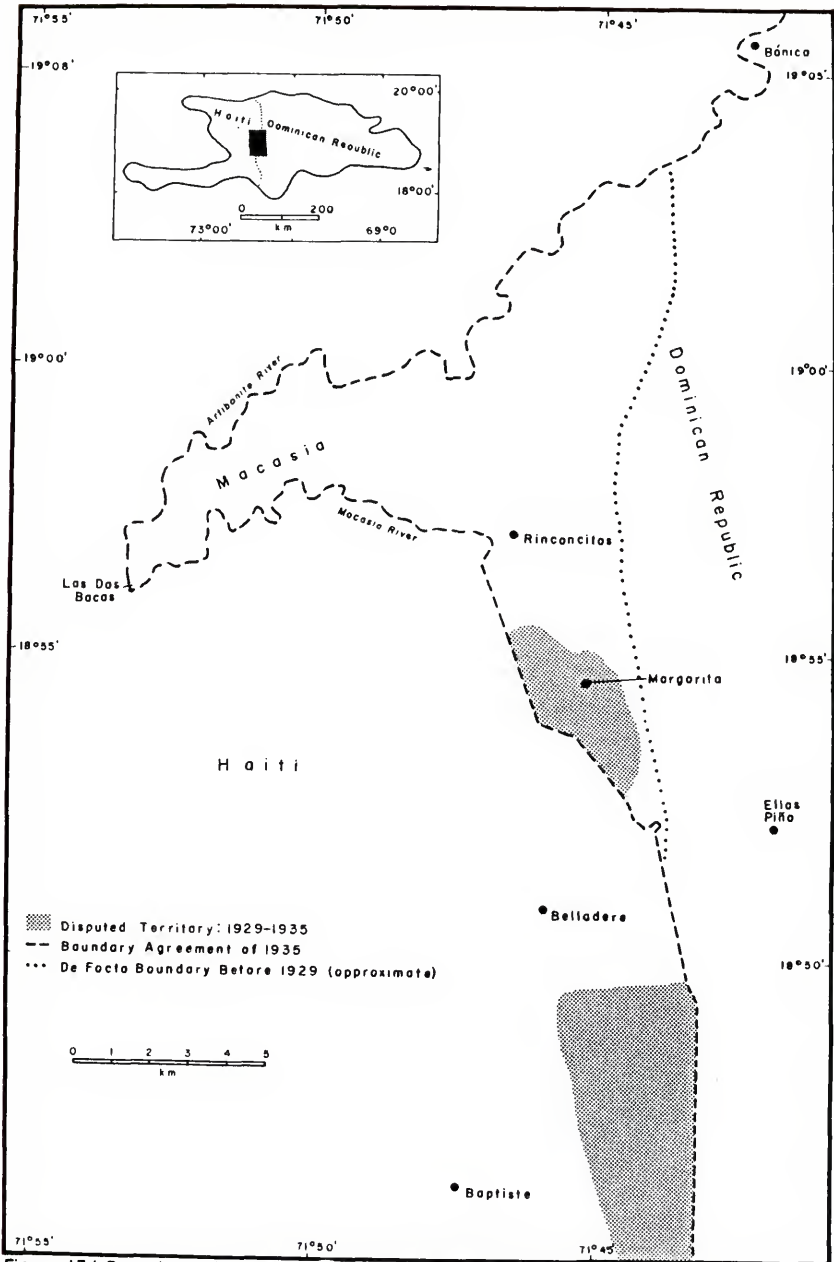 71°55'
71°50'
71°45'
19°08'
Bánica
19°05'
20°00'
Haiti
Dominican Reoublic
18°00'
0 200
km
73°00' 69°0
19°00'
19°00'
Artibonite River
Dominican Republic
Macasia
Macasia River
Rinconcitos
Las Dos
Bocas
18°55'
18°55'
Margarita
Haiti
Elias
Piña
Belladere
Disputed Territory: 1929-1935
Boundary Agreement of 1935
De Facto Boundary Before 1929 (approximate)
18°50'
0 1 2 3 4 5
km
Baptiste
71°55'
71°50'
71°45'